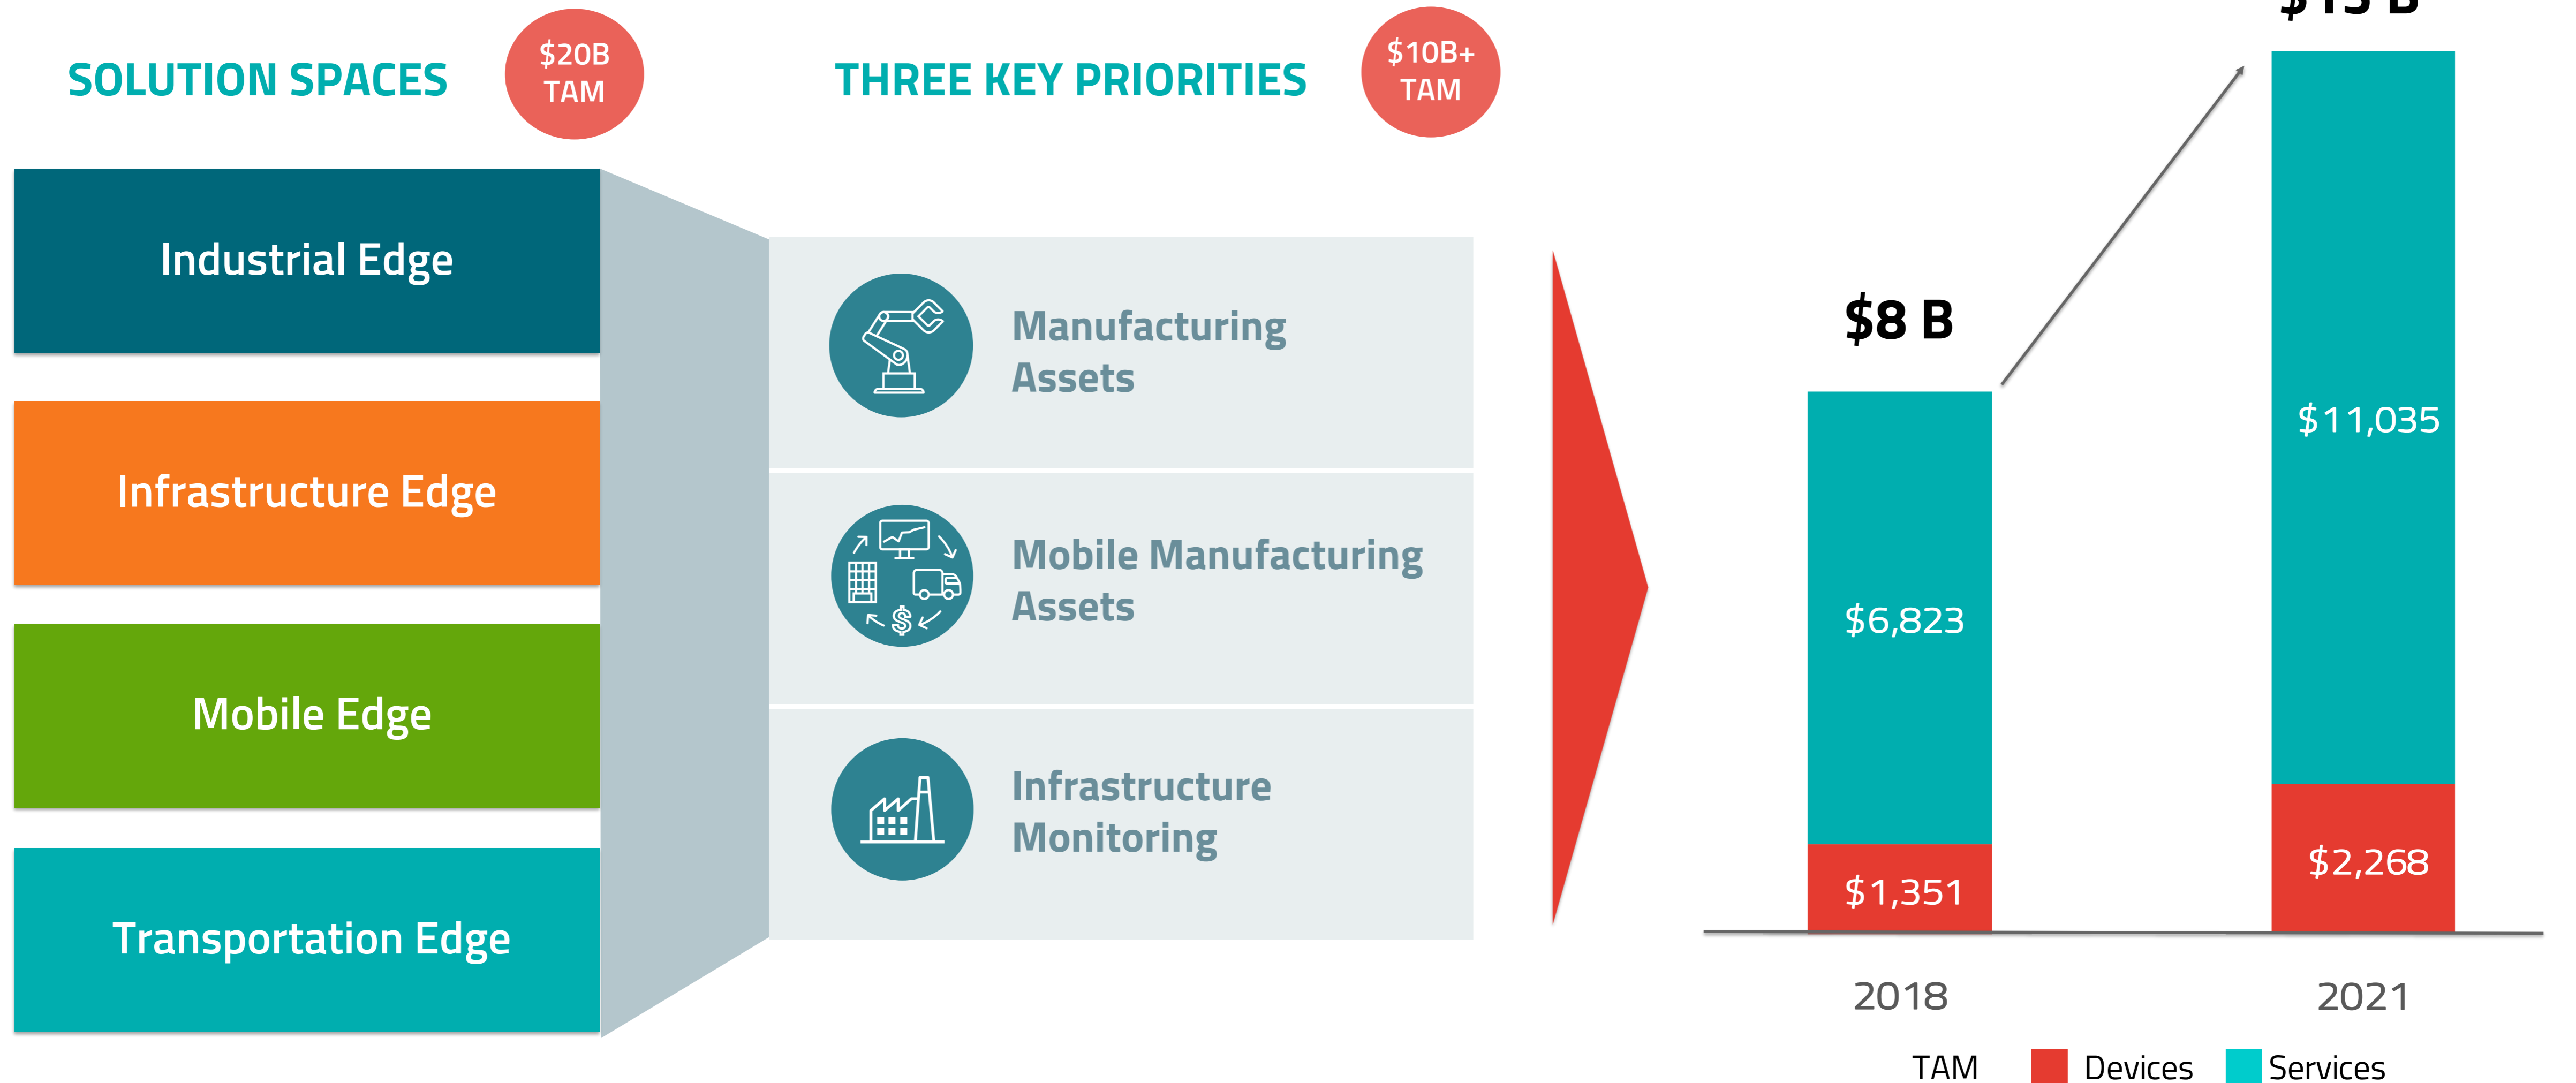 SOLUTION SPACES
$20B
TAM
Industrial Edge
Infrastructure Edge
Mobile Edge
Transportation Edge
THREE KEY PRIORITIES
$10B+
TAM
Manufacturing
Assets
Mobile Manufacturing
Assets
$
Infrastructure
Monitoring
$8 B
$6,823
$1,351
2018
$13 B
$11,035
$2,268
2021
TAM
Devices
Services